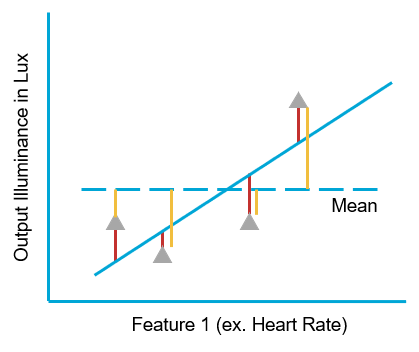 Output Illuminance in Lux
Mean
Feature 1 (ex. Heart Rate)